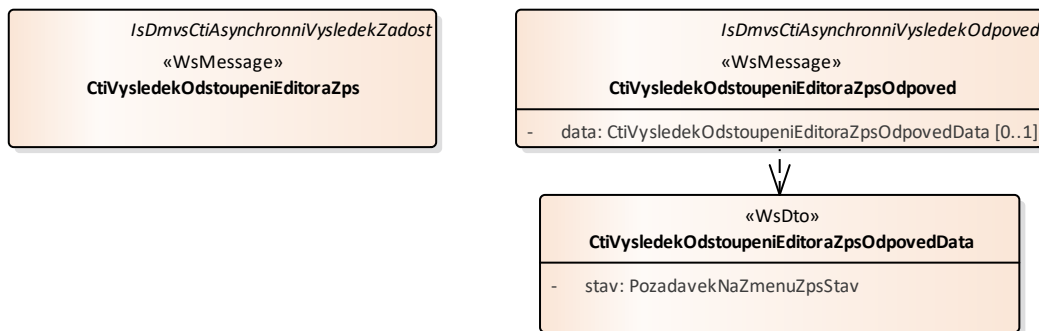 IsDmvsCtiAsynchronniVysledekZadost
«WsMessage»
CtiVysledekOdstoupeniEditoraZps
IsDmvsCtiAsynchronniVysledekOdpoved
«WsMessage»
CtiVysledekOdstoupeniEditoraZpsOdpoved
- data: CtiVysledekOdstoupeniEditoraZpsOdpovedData [0..1]
«WsDto»
CtiVysledekOdstoupeniEditoraZpsOdpovedData
- stav: PozadavekNaZmenuZpsStav